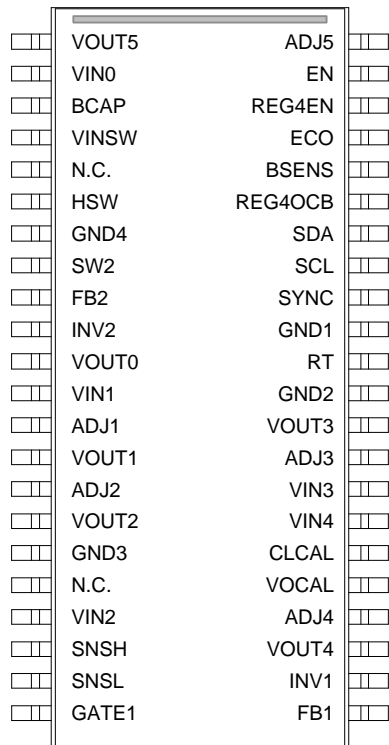 VOUT5 ADJ5
VIN0 EN
BCAP REG4EN
VINSW ECO
N.C. BSENS
HSW REG4OCB
GND4 SDA
SW2 SCL
FB2 SYNC
INV2 GND1
VOUT0 RT
VIN1 GND2
ADJ1 VOUT3
VOUT1 ADJ3
ADJ2 VIN3
VOUT2 VIN4
GND3 CLCAL
N.C. VOCAL
VIN2 ADJ4
SNSH VOUT4
SNSL INV1
GATE1 FB1